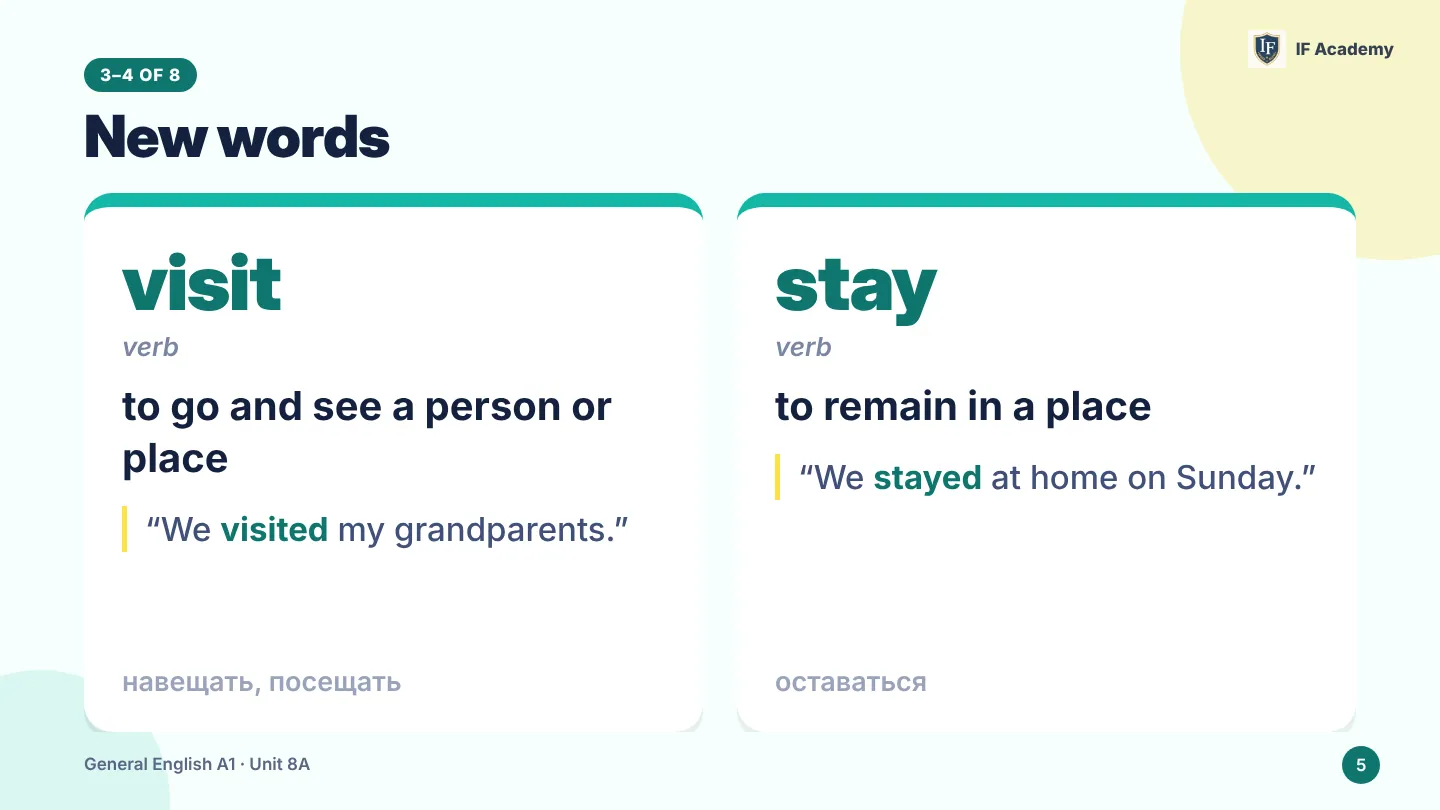 IF
IF Academy
3–4 OF 8
New words
visit
verb
to go and see a person or
place
“We visited my grandparents.”
навещать, посещать
stay
verb
to remain in a place
“We stayed at home on Sunday.”
оставаться
General English A1 · Unit 8A
5